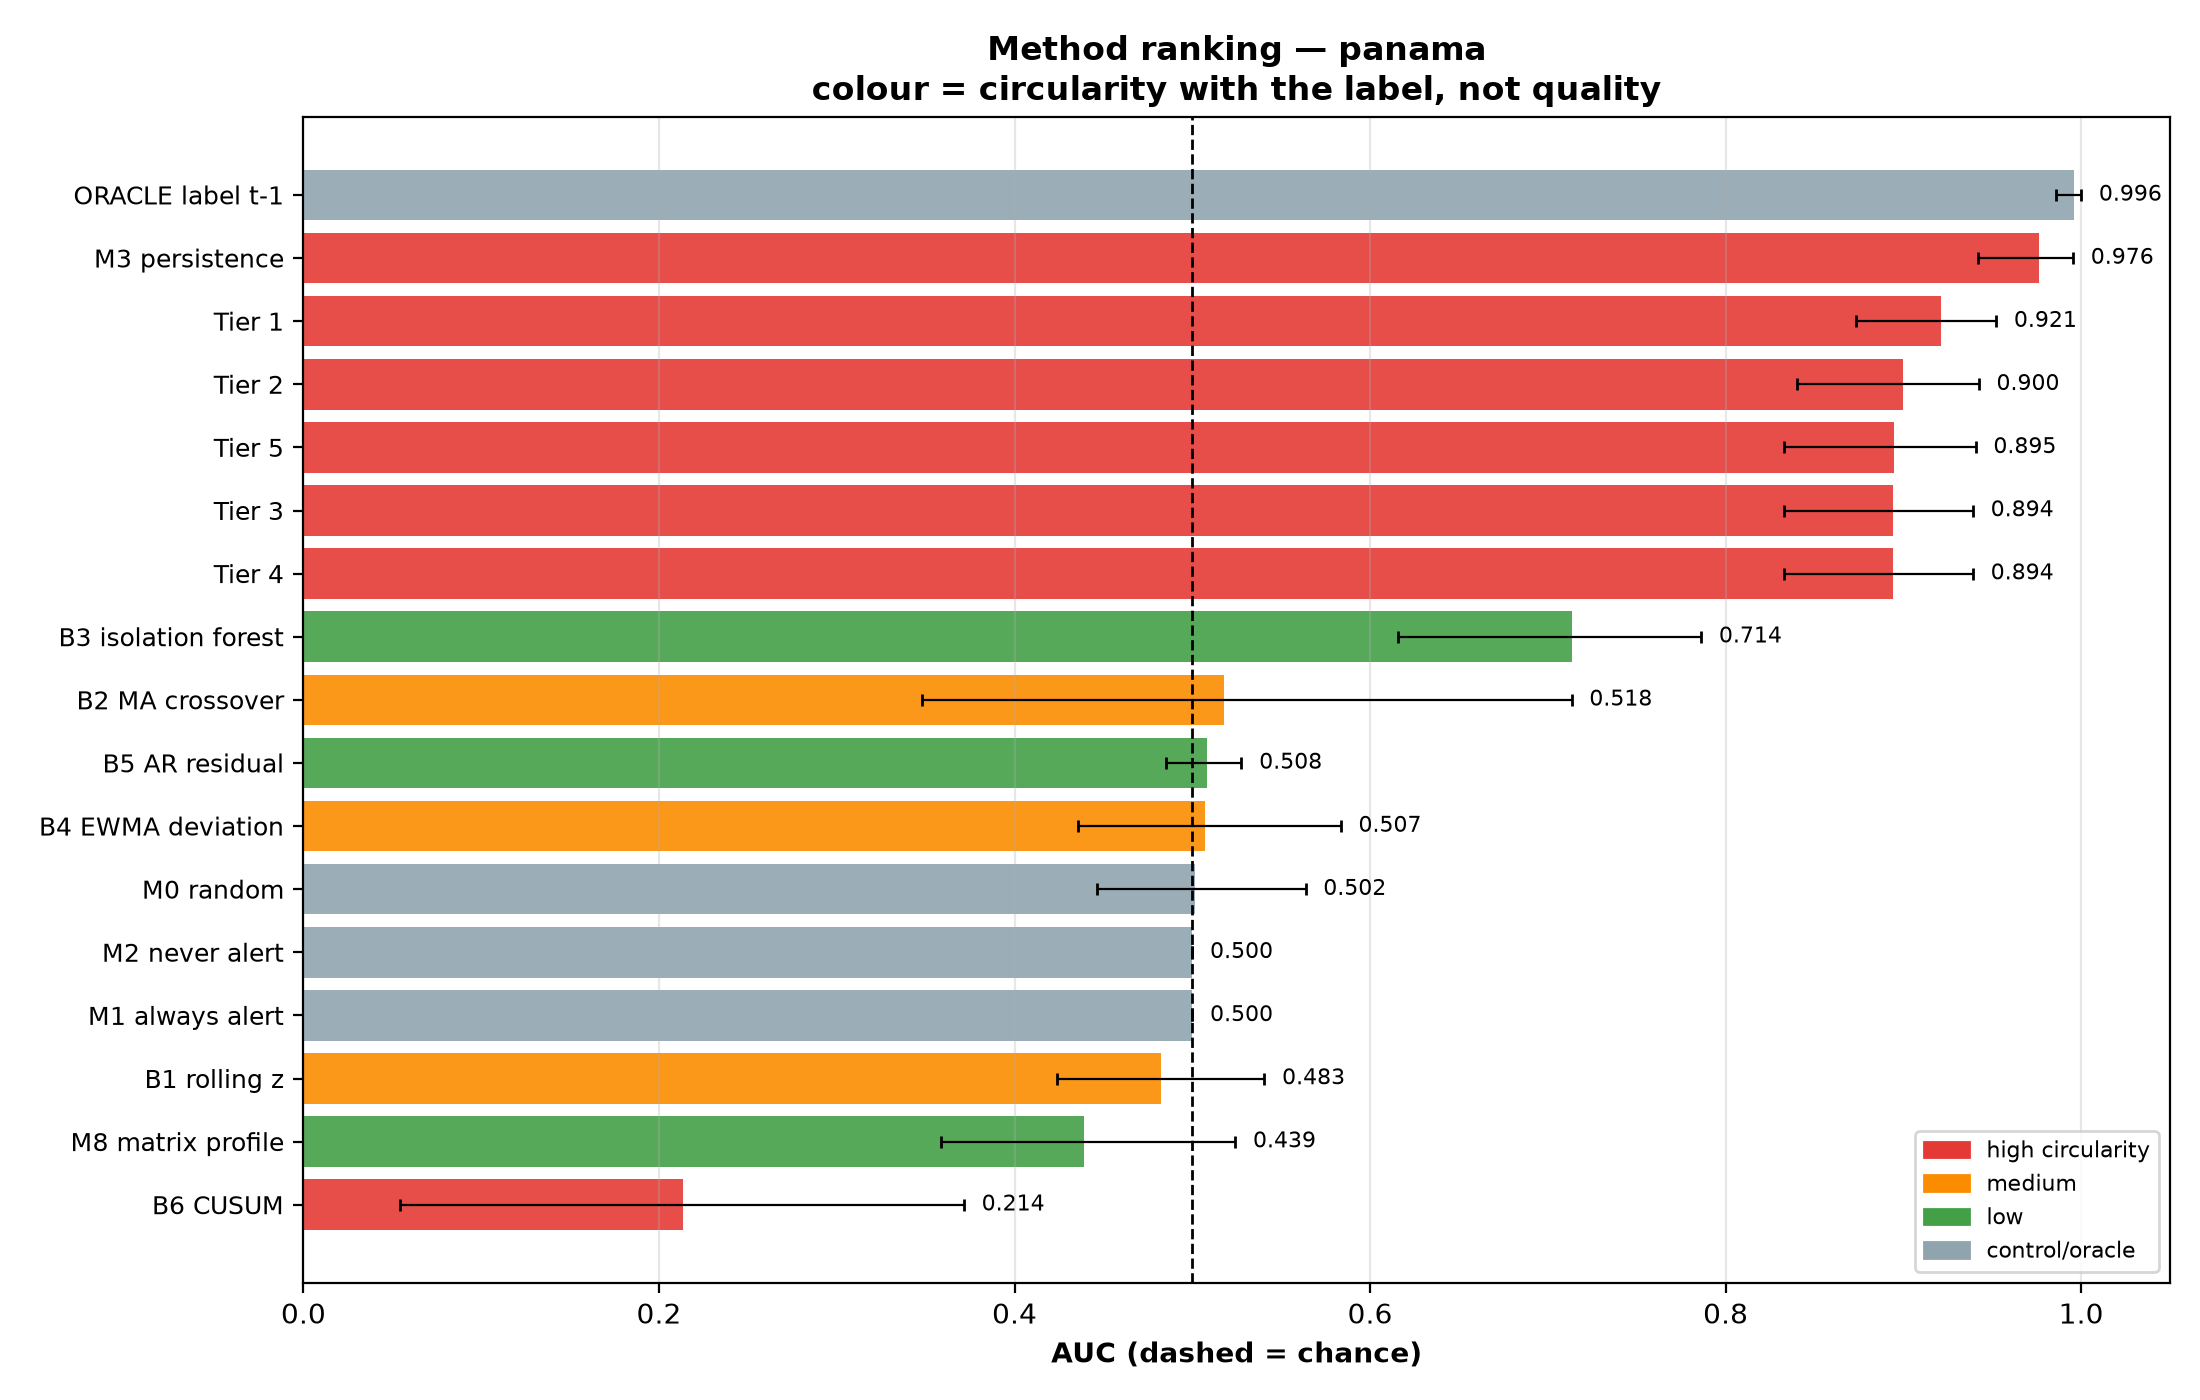 Method ranking — panama
colour = circularity with the label, not quality
ORACLE label t-1 0.996
M3 persistence 0.976
Tier 1 0.921
Tier 2 0.900
Tier 5 0.895
Tier 3 0.894
Tier 4 0.894
B3 isolation forest 0.714
B2 MA crossover 0.518
B5 AR residual 0.508
B4 EWMA deviation 0.507
M0 random 0.502
M2 never alert 0.500
M1 always alert 0.500
B1 rolling z 0.483
M8 matrix profile 0.439
B6 CUSUM 0.214
high circularity
medium
low
control/oracle
0.0 0.2 0.4 0.6 0.8 1.0
AUC (dashed = chance)